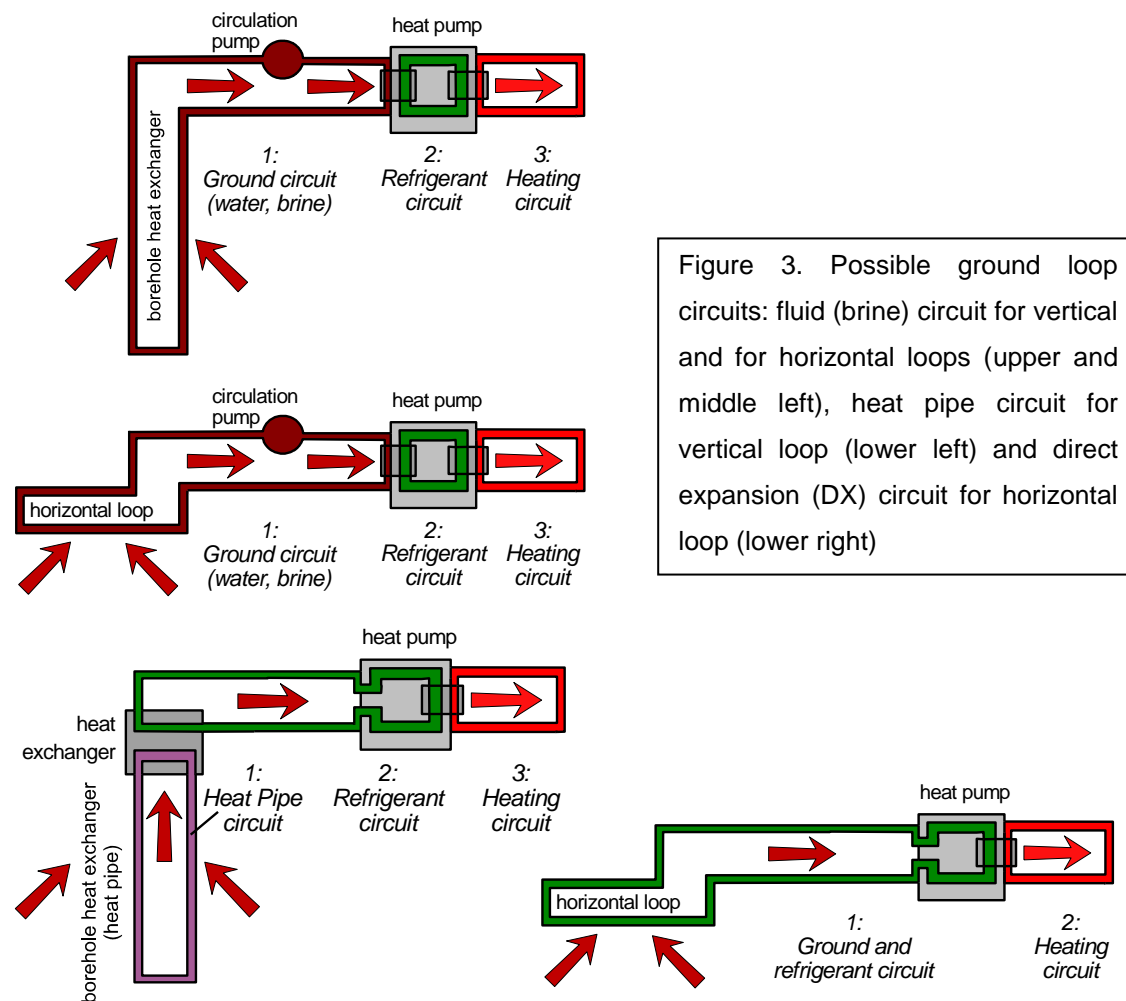 circulation
pump
heat pump
borehole heat exchanger
1:
Ground circuit
(water, brine)
2:
Refrigerant
circuit
3:
Heating
circuit
Figure 3. Possible ground loop
circuits: fluid (brine) circuit for vertical
and for horizontal loops (upper and
middle left), heat pipe circuit for
vertical loop (lower left) and direct
expansion (DX) circuit for horizontal
loop (lower right)
circulation
pump
heat pump
horizontal loop
1:
Ground circuit
(water, brine)
2:
Refrigerant
circuit
3:
Heating
circuit
heat pump
heat
exchanger
borehole heat exchanger
(heat pipe)
1:
Heat Pipe
circuit
2:
Refrigerant
circuit
3:
Heating
circuit
heat pump
horizontal loop
1:
Ground and
refrigerant circuit
2:
Heating
circuit